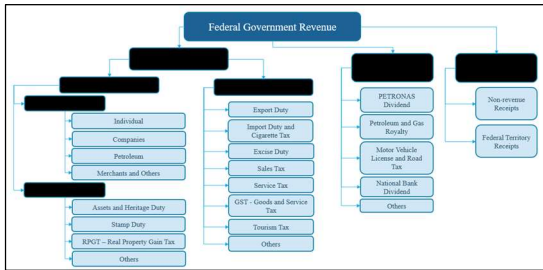 Federal Government Revenue
Individual
Companies
Petroleum
Merchants and Others
Assets and Heritage Duty
Stamp Duty
RPGT – Real Property Gain Tax
Others
Export Duty
Import Duty and
Cigarette Tax
Excise Duty
Sales Tax
Service Tax
GST - Goods and Service
Tax
Tourism Tax
Others
PETRONAS
Dividend
Petroleum and Gas
Royalty
Motor Vehicle
License and Road
Tax
National Bank
Dividend
Others
Non-revenue
Receipts
Federal Territory
Receipts